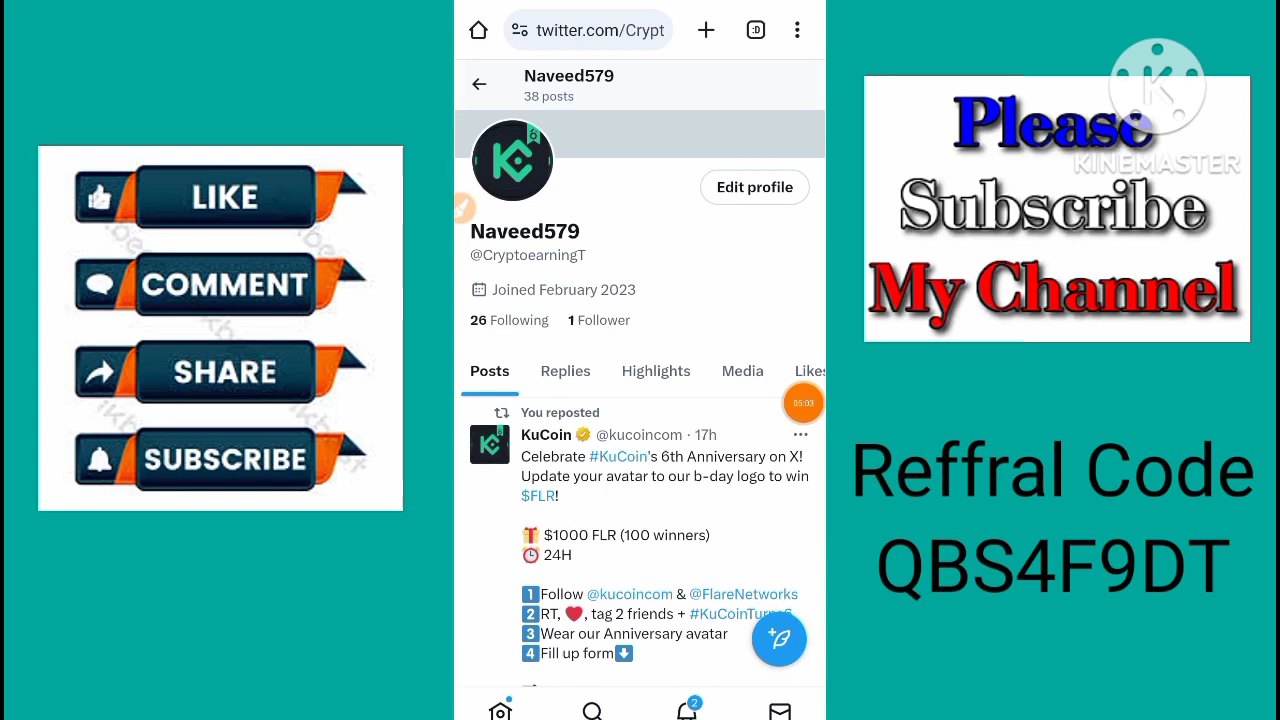 LIKE
COMMENT
SHARE
SUBSCRIBE
twitter.com/Crypt
:D
Naveed579
38 posts
Edit profile
Naveed579
@CryptoearningT
Joined February 2023
26 Following 1 Follower
Posts Replies Highlights Media Likes
05:03
You reposted
KuCoin @kucoincom · 17h
Celebrate #KuCoin's 6th Anniversary on X!
Update your avatar to our b-day logo to win
$FLR!
🎁 $1000 FLR (100 winners)
⏰ 24H
1️⃣Follow @kucoincom & @FlareNetworks
2️⃣RT, ❤️, tag 2 friends + #KuCoinTurns6
3️⃣Wear our Anniversary avatar
4️⃣Fill up form⬇️
2
Please
Subscribe
My Channel
KINEMASTER
Reffral Code
QBS4F9DT